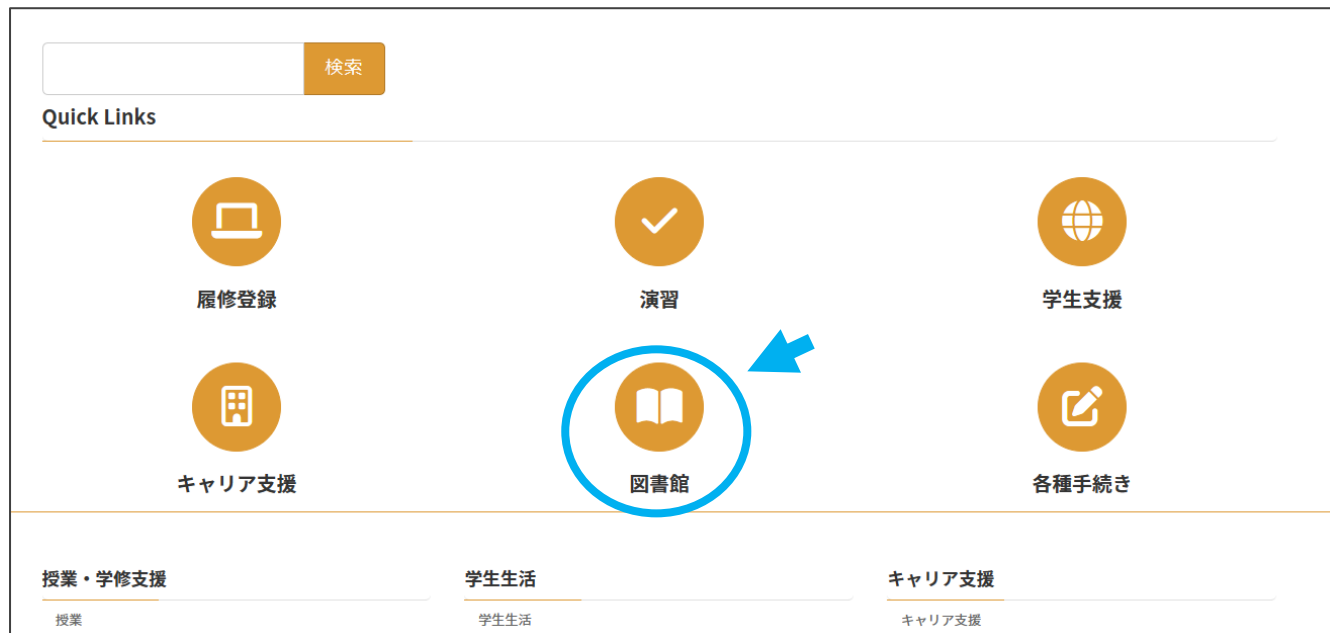 検索
Quick Links
履修登録
演習
学生支援
キャリア支援
図書館
各種手続き
授業・学修支援
学生生活
キャリア支援
授業
学生生活
キャリア支援